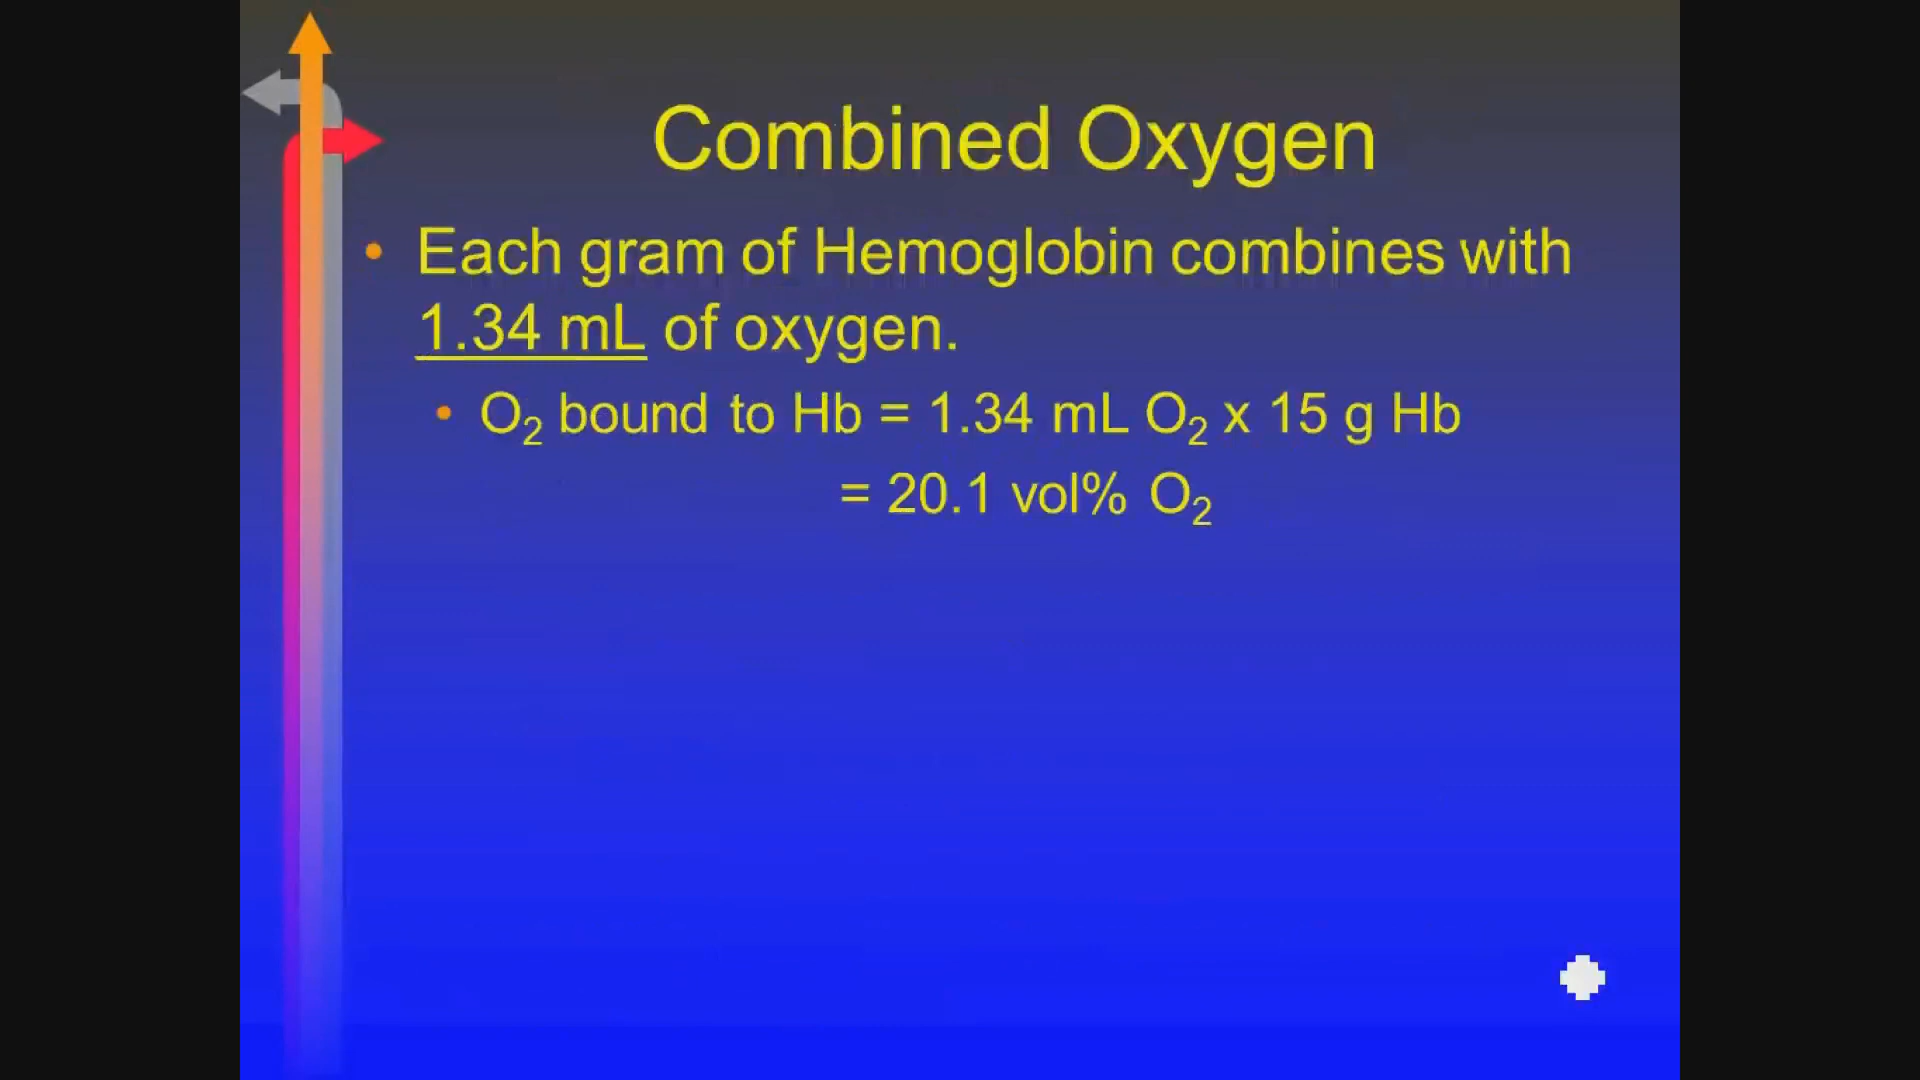 Combined Oxygen
• Each gram of Hemoglobin combines with
1.34 mL of oxygen.
• O₂ bound to Hb = 1.34 mL O₂ x 15 g Hb
= 20.1 vol% O₂